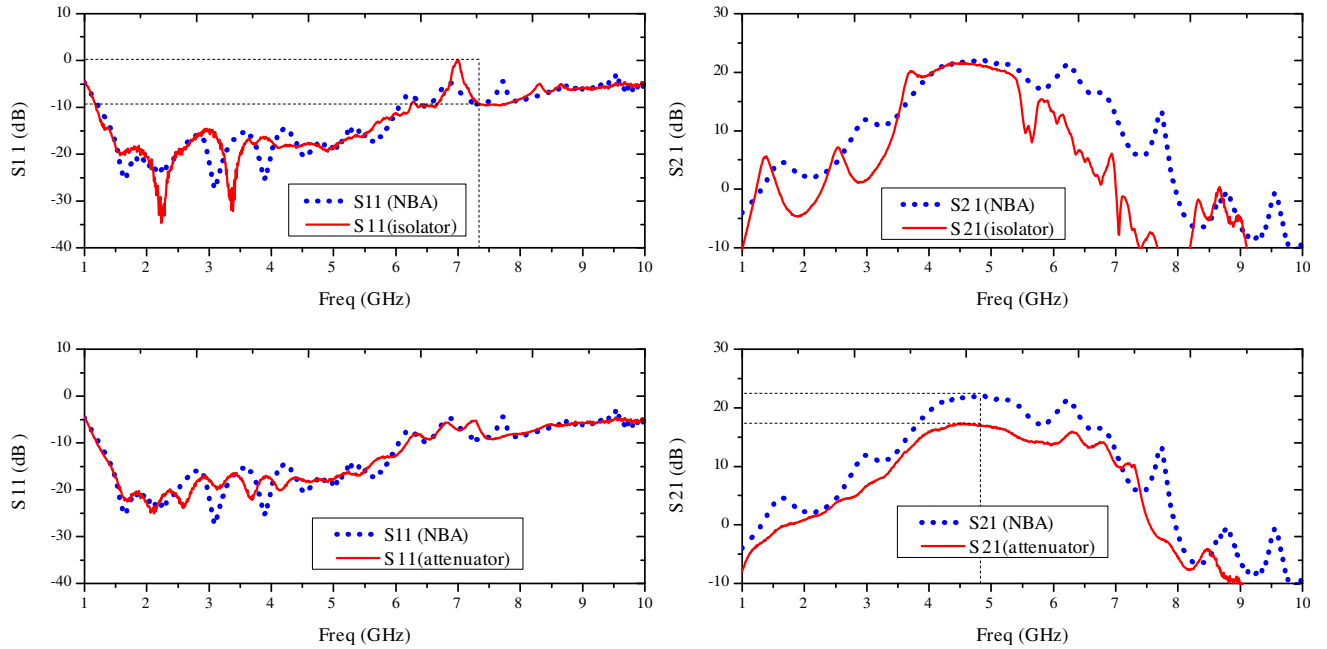 10
0
-10
-20
-30
-40
S11 (dB)
S11 (NBA)
S11(isolator)
1 2 3 4 5 6 7 8 9 10
Freq (GHz)
30
20
10
0
-10
S21 (dB)
S21(NBA)
S21(isolator)
1 2 3 4 5 6 7 8 9 10
Freq (GHz)
10
0
-10
-20
-30
-40
S11 (dB)
S11 (NBA)
S11(attenuator)
1 2 3 4 5 6 7 8 9 10
Freq (GHz)
30
20
10
0
-10
S21 (dB)
S21 (NBA)
S21(attenuator)
1 2 3 4 5 6 7 8 9 10
Freq (GHz)